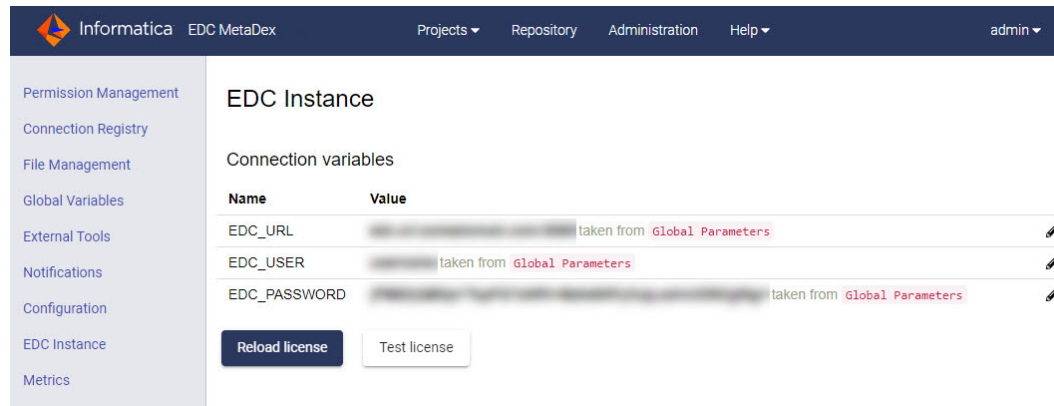 Informatica EDC MetaDex Projects Repository Administration Help admin
Permission Management
Connection Registry
File Management
Global Variables
External Tools
Notifications
Configuration
EDC Instance
Metrics
EDC Instance
Connection variables
Name Value
EDC_URL taken from Global Parameters
EDC_USER taken from Global Parameters
EDC_PASSWORD taken from Global Parameters
Reload license Test license